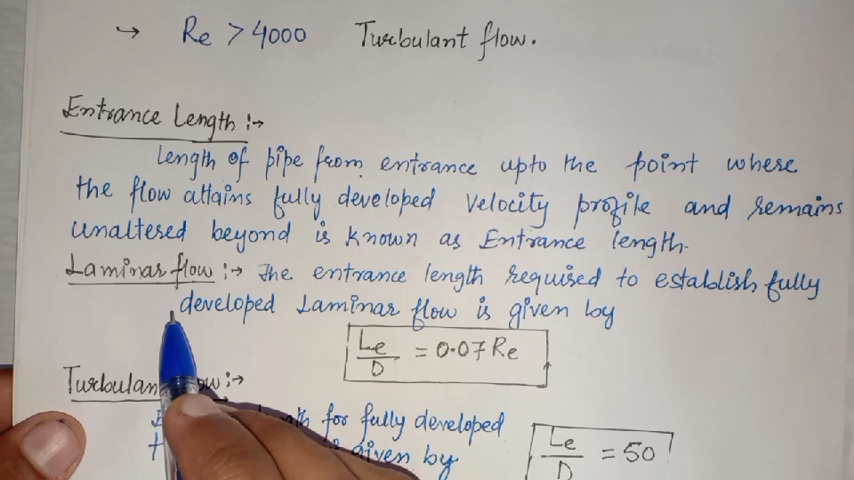 → Re > 4000 Turbulant flow.
Entrance Length :→
Length of pipe from entrance upto the point where
the flow attains fully developed velocity profile and remains
unaltered beyond is known as Entrance length.
Laminar flow :→ The entrance length required to establish fully
developed Laminar flow is given by
Le/D = 0.07 Re
:→
for fully developed
given by
Le/D = 50